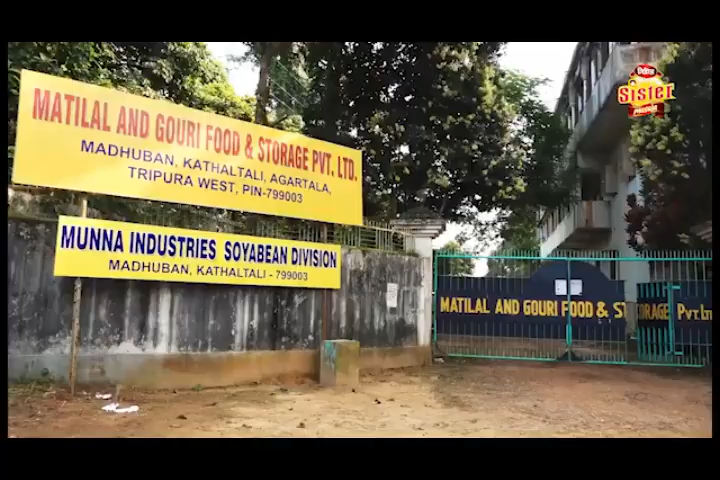 MATILAL AND GOURI FOOD & STORAGE PVT. LTD.
MADHUBAN, KATHALTALI, AGARTALA,
TRIPURA WEST, PIN-799003
MUNNA INDUSTRIES SOYABEAN DIVISION
MADHUBAN, KATHALTALI - 799003
MATILAL AND GOURI FOOD & STORAGE PVT LTD
Sister